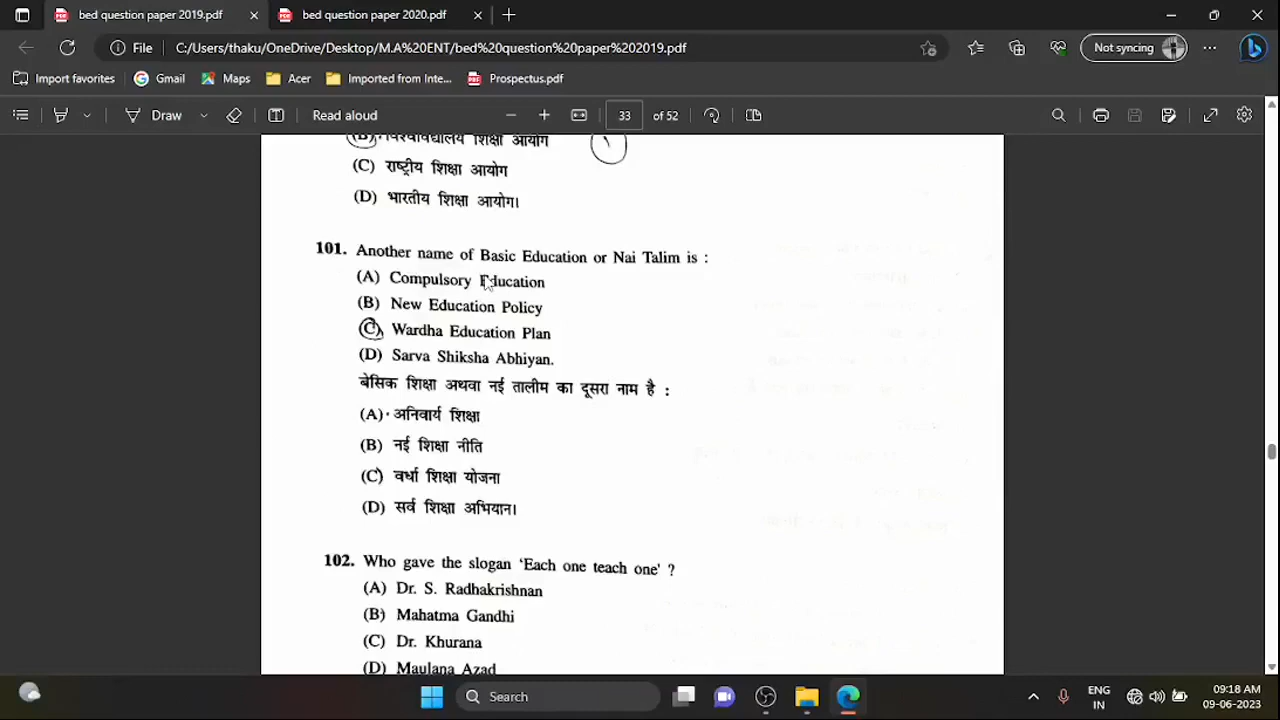 bed question paper 2019.pdf
bed question paper 2020.pdf
File C:/Users/thaku/OneDrive/Desktop/M.A%20ENT/bed%20question%20paper%202019.pdf
Not syncing
Import favorites Gmail Maps Acer Imported from Inte... Prospectus.pdf
Draw Read aloud 33 of 52
(B) विश्वविद्यालय शिक्षा आयोग
(C) राष्ट्रीय शिक्षा आयोग
(D) भारतीय शिक्षा आयोग।
101. Another name of Basic Education or Nai Talim is :
(A) Compulsory Education
(B) New Education Policy
(C) Wardha Education Plan
(D) Sarva Shiksha Abhiyan.
बेसिक शिक्षा अथवा नई तालीम का दूसरा नाम है :
(A) अनिवार्य शिक्षा
(B) नई शिक्षा नीति
(C) वर्धा शिक्षा योजना
(D) सर्व शिक्षा अभियान।
102. Who gave the slogan 'Each one teach one' ?
(A) Dr. S. Radhakrishnan
(B) Mahatma Gandhi
(C) Dr. Khurana
(D) Maulana Azad
Search
ENG
IN
09:18 AM
09-06-2023